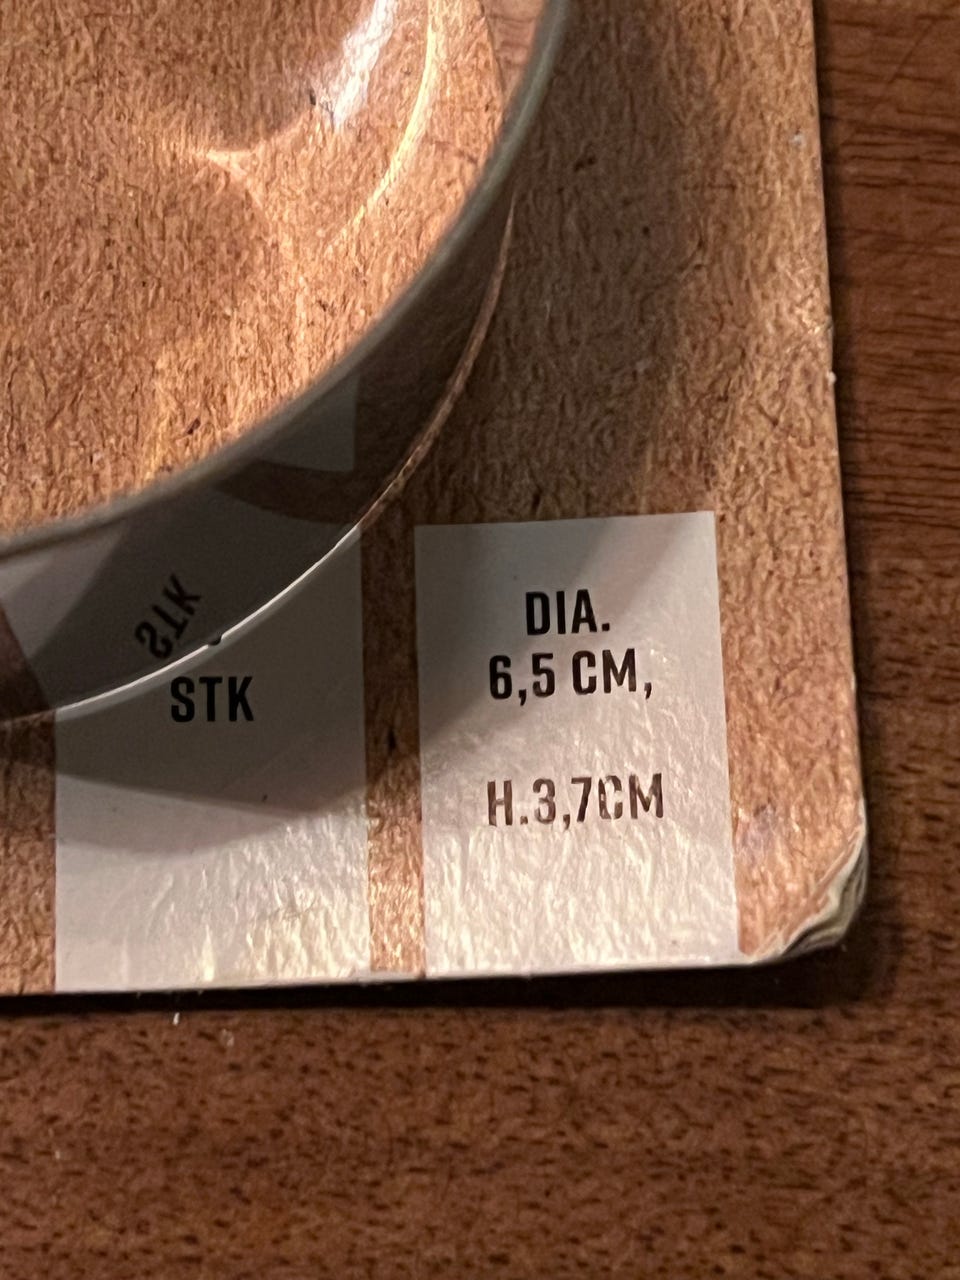 STK
DIA.
6,5 CM,
H.3,7CM